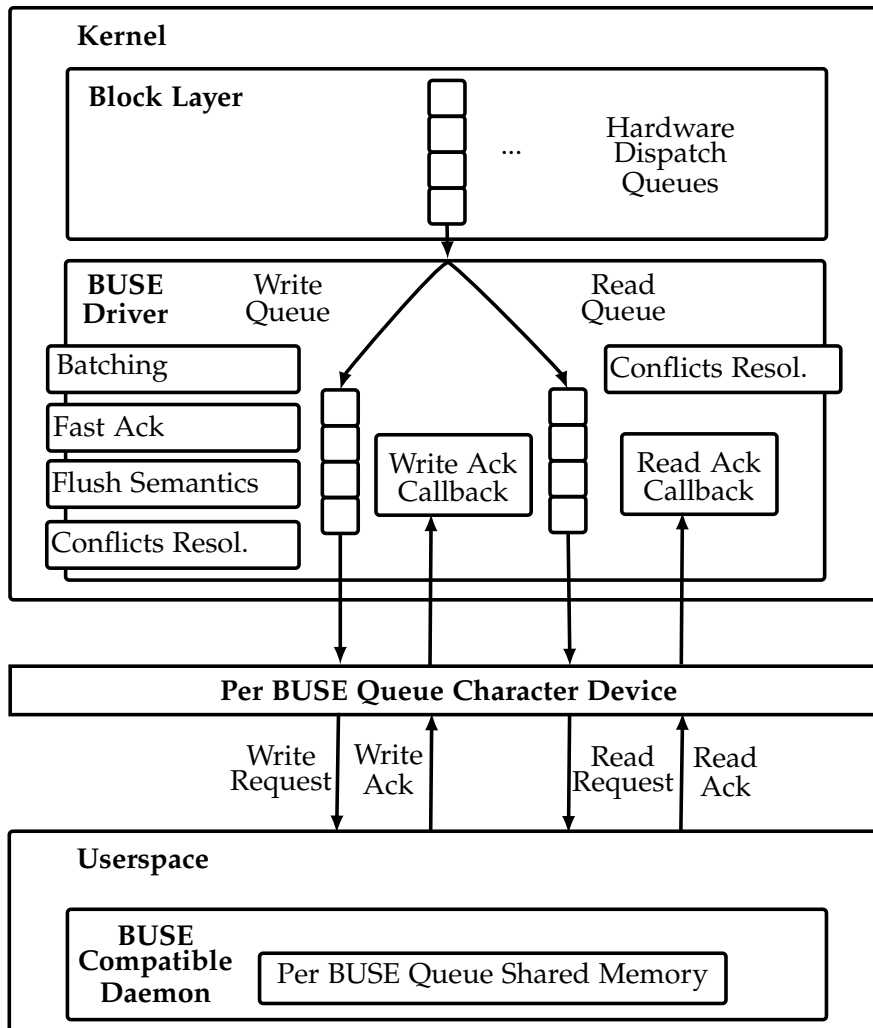 Kernel
Block Layer
...
Hardware
Dispatch
Queues
BUSE
Driver
Write
Queue
Read
Queue
Batching
Fast Ack
Flush Semantics
Conflicts Resol.
Write Ack
Callback
Conflicts Resol.
Read Ack
Callback
Per BUSE Queue Character Device
Write
Request
Write
Ack
Read
Request
Read
Ack
Userspace
BUSE
Compatible
Daemon
Per BUSE Queue Shared Memory